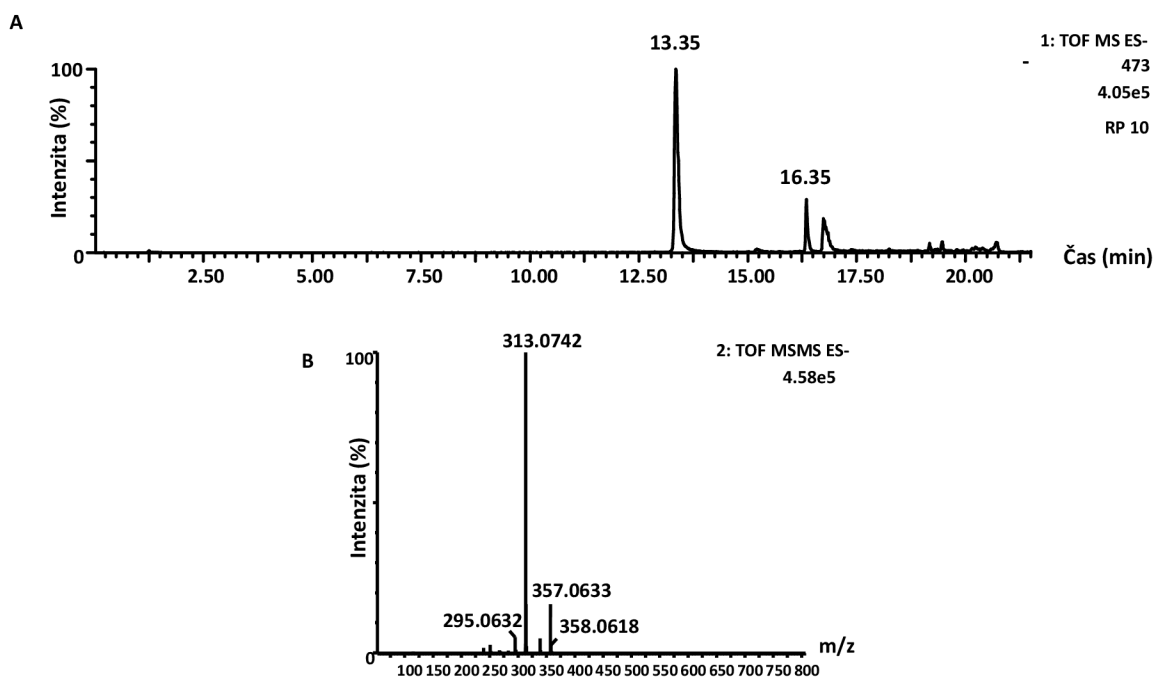 A
13.35
1: TOF MS ES-
-
473
4.05e5
RP 10
100
Intenzita (%)
16.35
0
2.50 5.00 7.50 10.00 12.50 15.00 17.50 20.00
Čas (min)
B
313.0742
2: TOF MSMS ES-
4.58e5
100
Intenzita (%)
357.0633
295.0632
358.0618
0
m/z
100 150 200 250 300 350 400 450 500 550 600 650 700 750 800